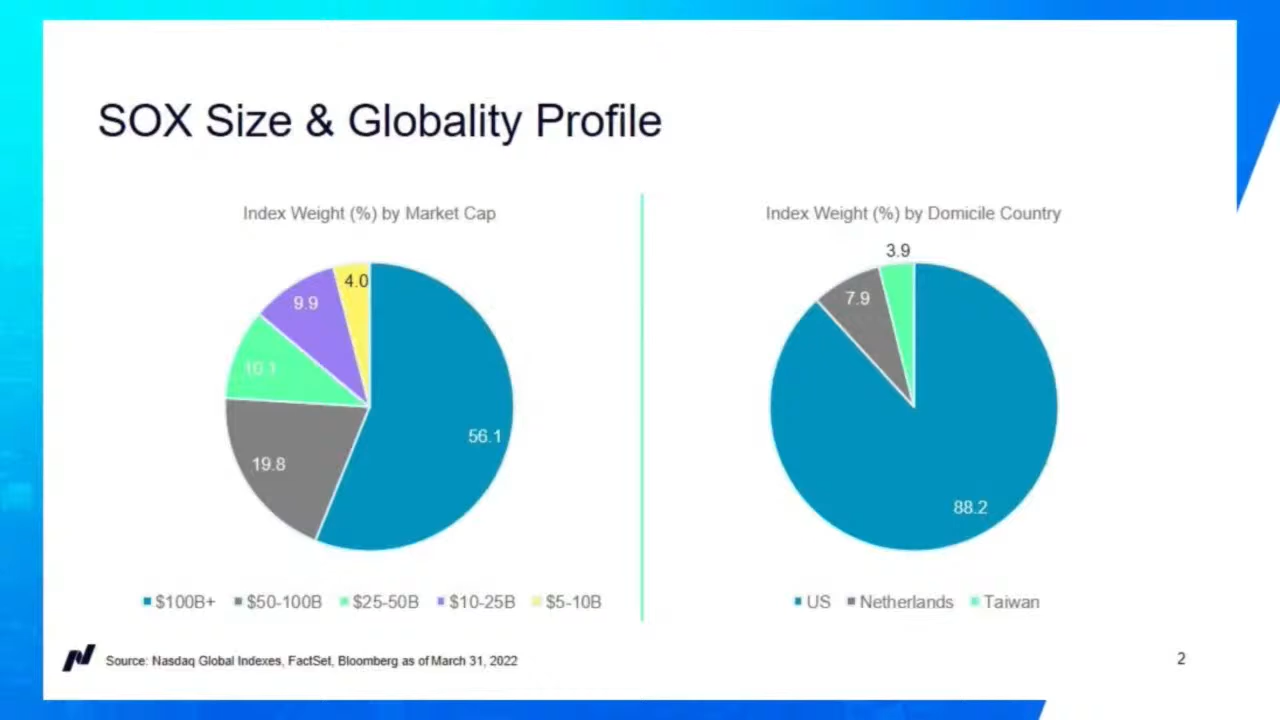 SOX Size & Globality Profile
Index Weight (%) by Market Cap
4.0
9.9
10.1
56.1
19.8
$100B+ $50-100B $25-50B $10-25B $5-10B
Index Weight (%) by Domicile Country
3.9
7.9
88.2
US Netherlands Taiwan
Source: Nasdaq Global Indexes, FactSet, Bloomberg as of March 31, 2022
2